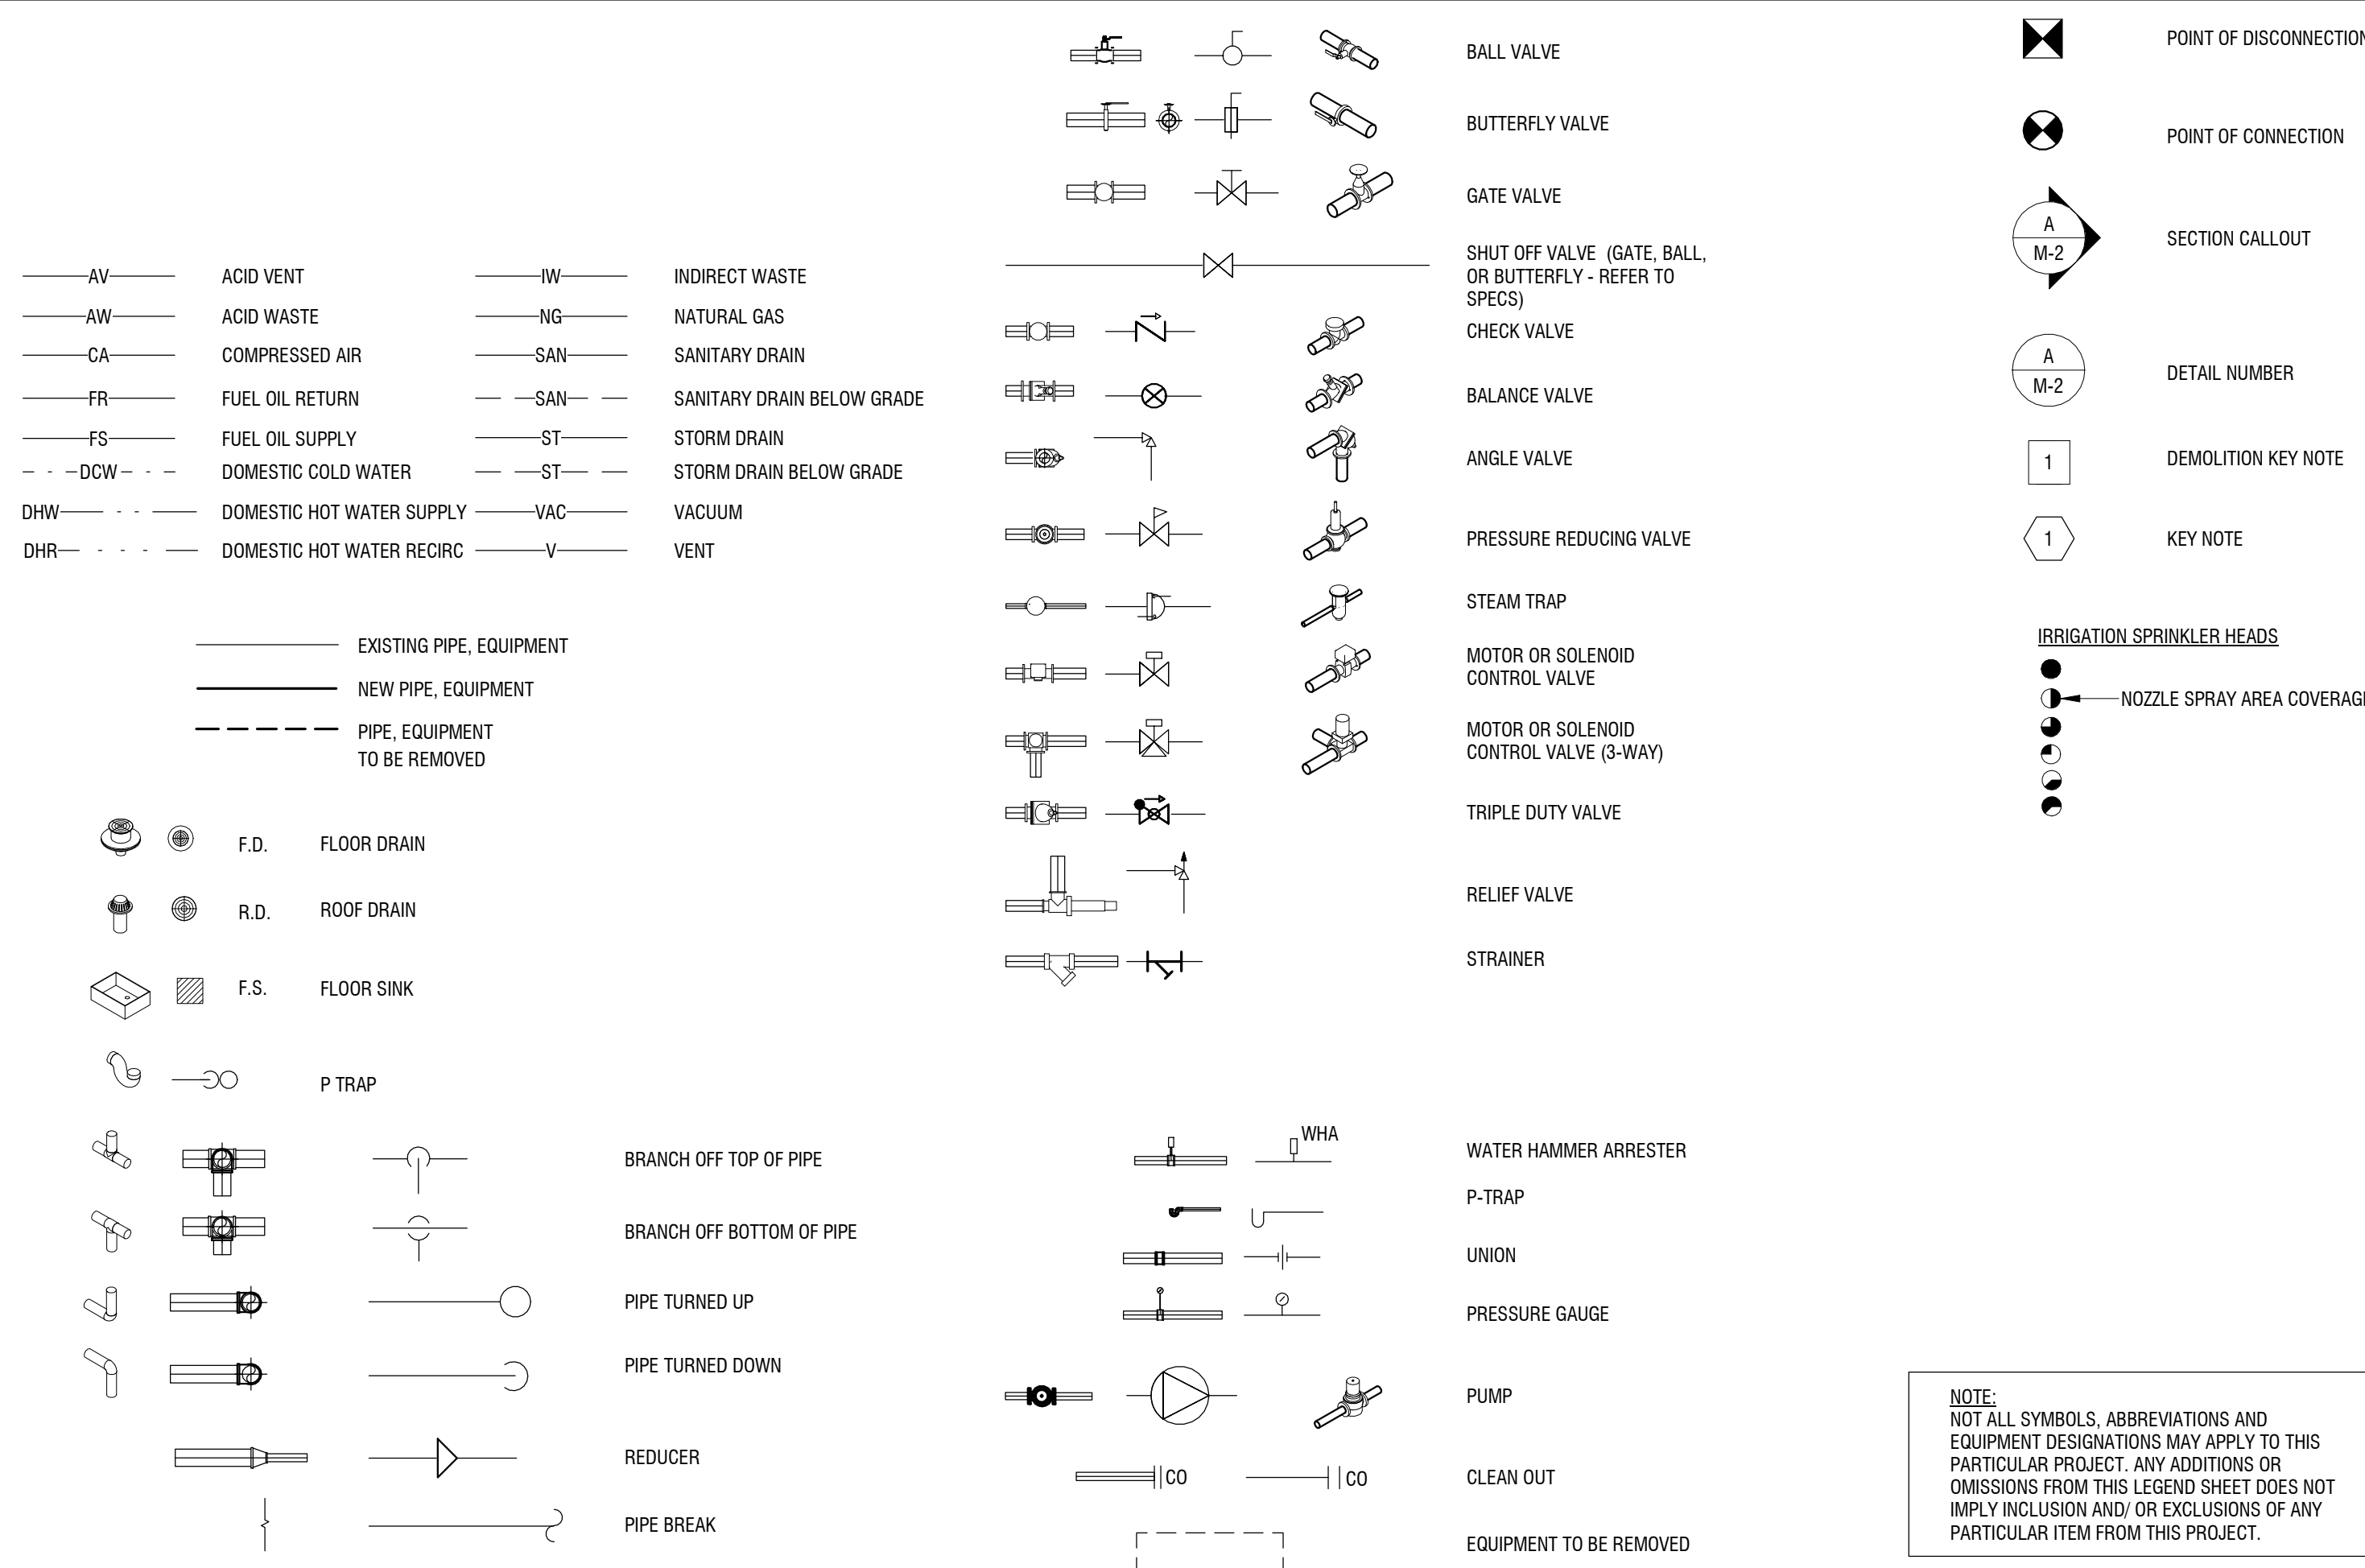 AV ACID VENT
AW ACID WASTE
CA COMPRESSED AIR
FR FUEL OIL RETURN
FS FUEL OIL SUPPLY
DCW DOMESTIC COLD WATER
DHW DOMESTIC HOT WATER SUPPLY
DHR DOMESTIC HOT WATER RECIRC
IW INDIRECT WASTE
NG NATURAL GAS
SAN SANITARY DRAIN
SAN SANITARY DRAIN BELOW GRADE
ST STORM DRAIN
ST STORM DRAIN BELOW GRADE
VAC VACUUM
V VENT
EXISTING PIPE, EQUIPMENT
NEW PIPE, EQUIPMENT
PIPE, EQUIPMENT
TO BE REMOVED
F.D. FLOOR DRAIN
R.D. ROOF DRAIN
F.S. FLOOR SINK
P TRAP
BRANCH OFF TOP OF PIPE
BRANCH OFF BOTTOM OF PIPE
PIPE TURNED UP
PIPE TURNED DOWN
REDUCER
PIPE BREAK
BALL VALVE
BUTTERFLY VALVE
GATE VALVE
SHUT OFF VALVE (GATE, BALL,
OR BUTTERFLY - REFER TO
SPECS)
CHECK VALVE
BALANCE VALVE
ANGLE VALVE
PRESSURE REDUCING VALVE
STEAM TRAP
MOTOR OR SOLENOID
CONTROL VALVE
MOTOR OR SOLENOID
CONTROL VALVE (3-WAY)
TRIPLE DUTY VALVE
RELIEF VALVE
STRAINER
WHA
WATER HAMMER ARRESTER
P-TRAP
UNION
PRESSURE GAUGE
PUMP
CO CO CLEAN OUT
EQUIPMENT TO BE REMOVED
POINT OF DISCONNECTION
POINT OF CONNECTION
A
M-2
SECTION CALLOUT
A
M-2
DETAIL NUMBER
1 DEMOLITION KEY NOTE
1 KEY NOTE
IRRIGATION SPRINKLER HEADS
NOZZLE SPRAY AREA COVERAGE
NOTE:
NOT ALL SYMBOLS, ABBREVIATIONS AND
EQUIPMENT DESIGNATIONS MAY APPLY TO THIS
PARTICULAR PROJECT. ANY ADDITIONS OR
OMISSIONS FROM THIS LEGEND SHEET DOES NOT
IMPLY INCLUSION AND/ OR EXCLUSIONS OF ANY
PARTICULAR ITEM FROM THIS PROJECT.